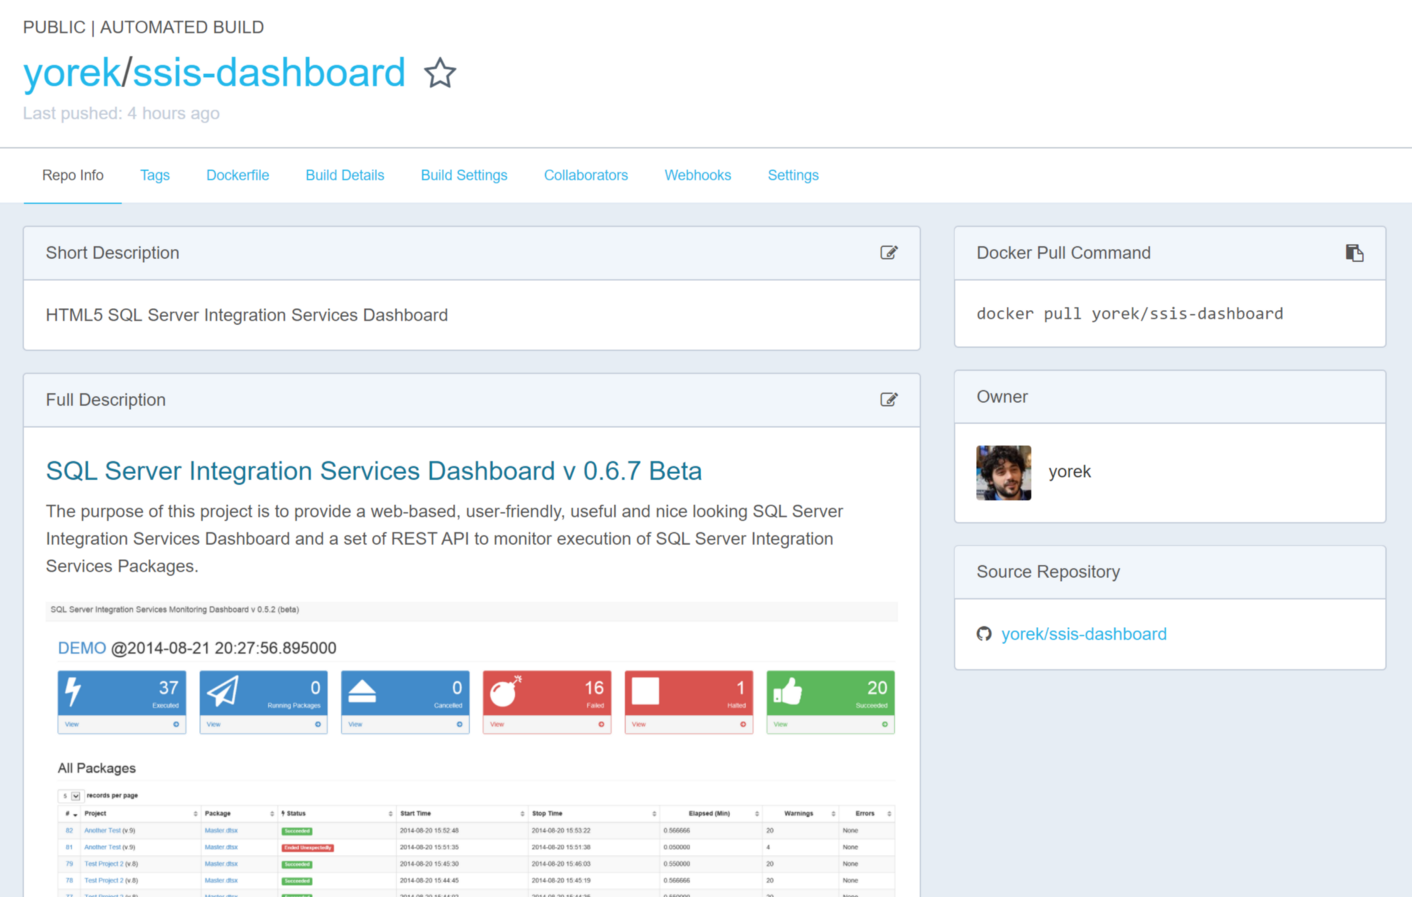 PUBLIC | AUTOMATED BUILD
yorek/ssis-dashboard
Last pushed: 4 hours ago
Repo Info Tags Dockerfile Build Details Build Settings Collaborators Webhooks Settings
Short Description
HTML5 SQL Server Integration Services Dashboard
Full Description
SQL Server Integration Services Dashboard v 0.6.7 Beta
The purpose of this project is to provide a web-based, user-friendly, useful and nice looking SQL Server
Integration Services Dashboard and a set of REST API to monitor execution of SQL Server Integration
Services Packages.
SQL Server Integration Services Monitoring Dashboard v 0.5.2 (beta)
DEMO @2014-08-21 20:27:56.895000
37 0 0 16 1 20
Executed Running Packages Cancelled Failed Halted Succeeded
View View View View View View
All Packages
5 records per page
# Project Package Status Start Time Stop Time Elapsed (Min) Warnings Errors
82 Another Test (v.9) Master.dtsx Succeeded 2014-08-20 15:52:48 2014-08-20 15:53:22 0.566666 20 None
81 Another Test (v.9) Master.dtsx Ended Unexpectedly 2014-08-20 15:51:35 2014-08-20 15:51:38 0.050000 4 None
79 Test Project 2 (v.8) Master.dtsx Succeeded 2014-08-20 15:45:30 2014-08-20 15:46:03 0.550000 20 None
78 Test Project 2 (v.8) Master.dtsx Succeeded 2014-08-20 15:44:45 2014-08-20 15:45:19 0.566666 20 None
Docker Pull Command
docker pull yorek/ssis-dashboard
Owner
yorek
Source Repository
yorek/ssis-dashboard